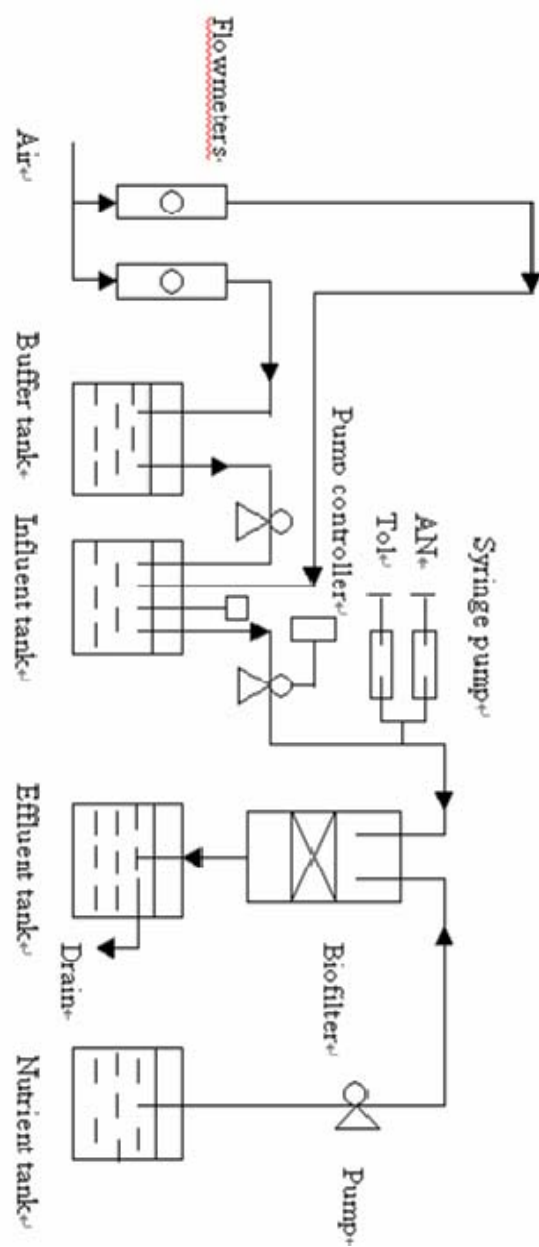 Flowmeters
Air
Buffer tank
Influent tank
Pump controller
Syringe pump
AN
Tol
Effluent tank
Drain
Biofilter
Nutrient tank
Pump